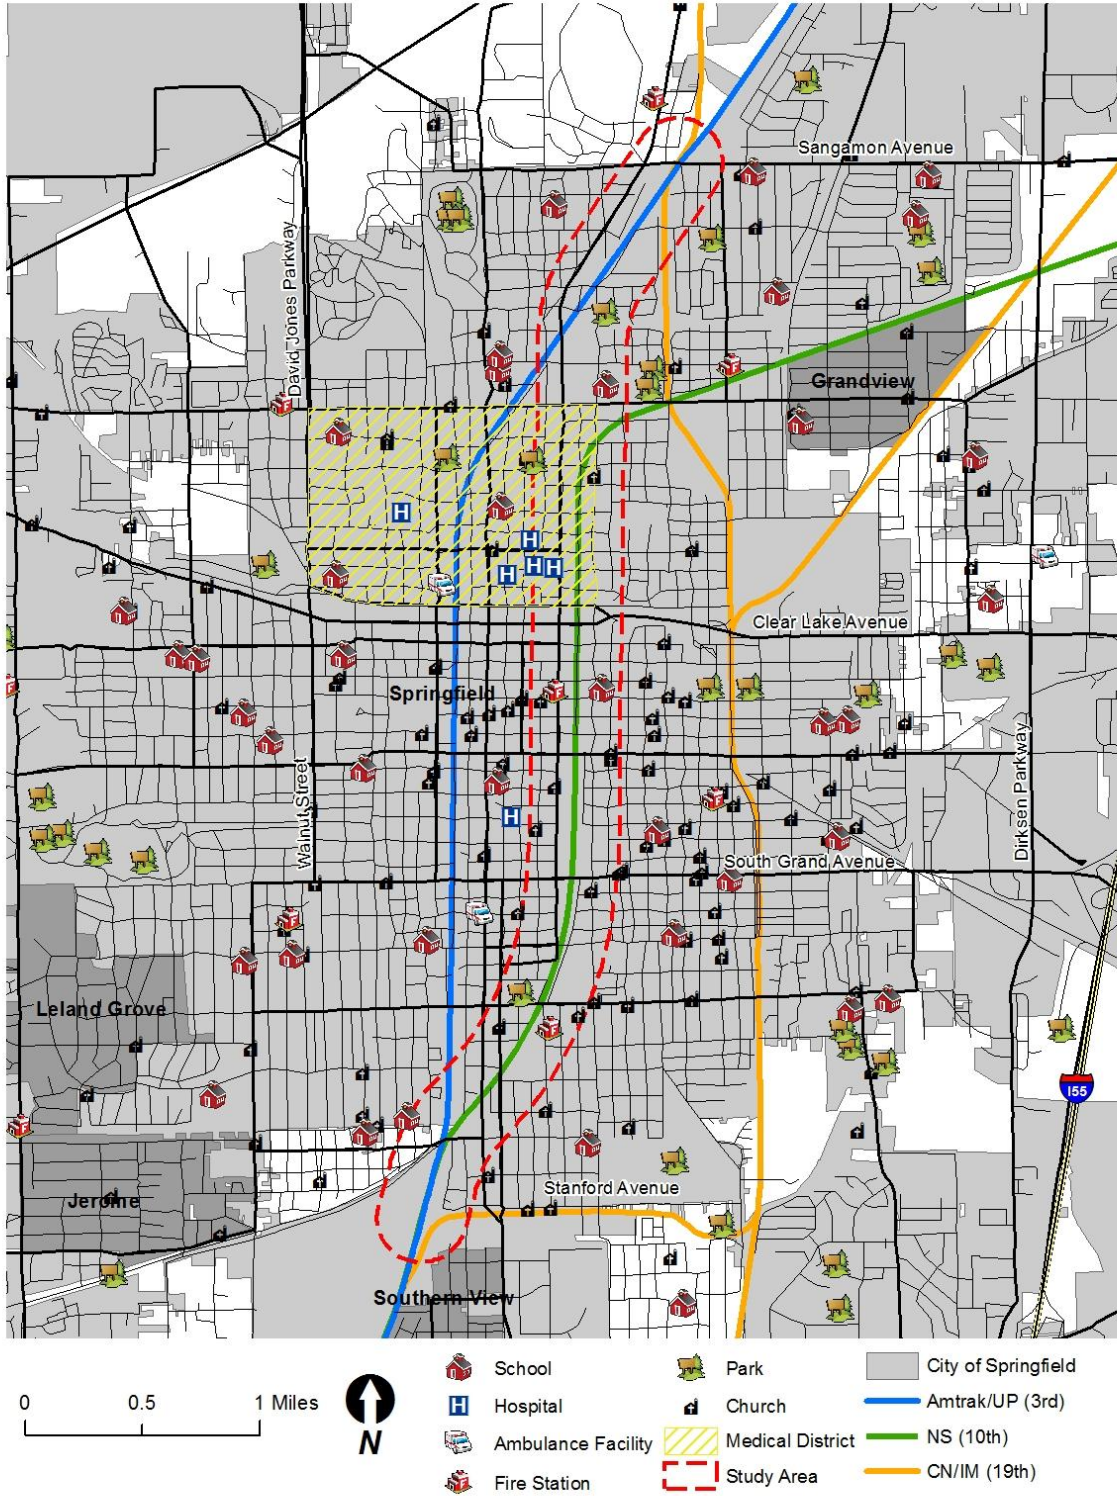 Sangamon Avenue
David Jones Parkway
Grandview
H
H
H H H
Clear Lake Avenue
Springfield
Walnut Street
Dirksen Parkway
H
South Grand Avenue
Leland Grove
I55
Jerome
Stanford Avenue
Southern View
0 0.5 1 Miles
N
School
H Hospital
Ambulance Facility
F Fire Station
Park
Church
Medical District
Study Area
City of Springfield
Amtrak/UP (3rd)
NS (10th)
CN/IM (19th)